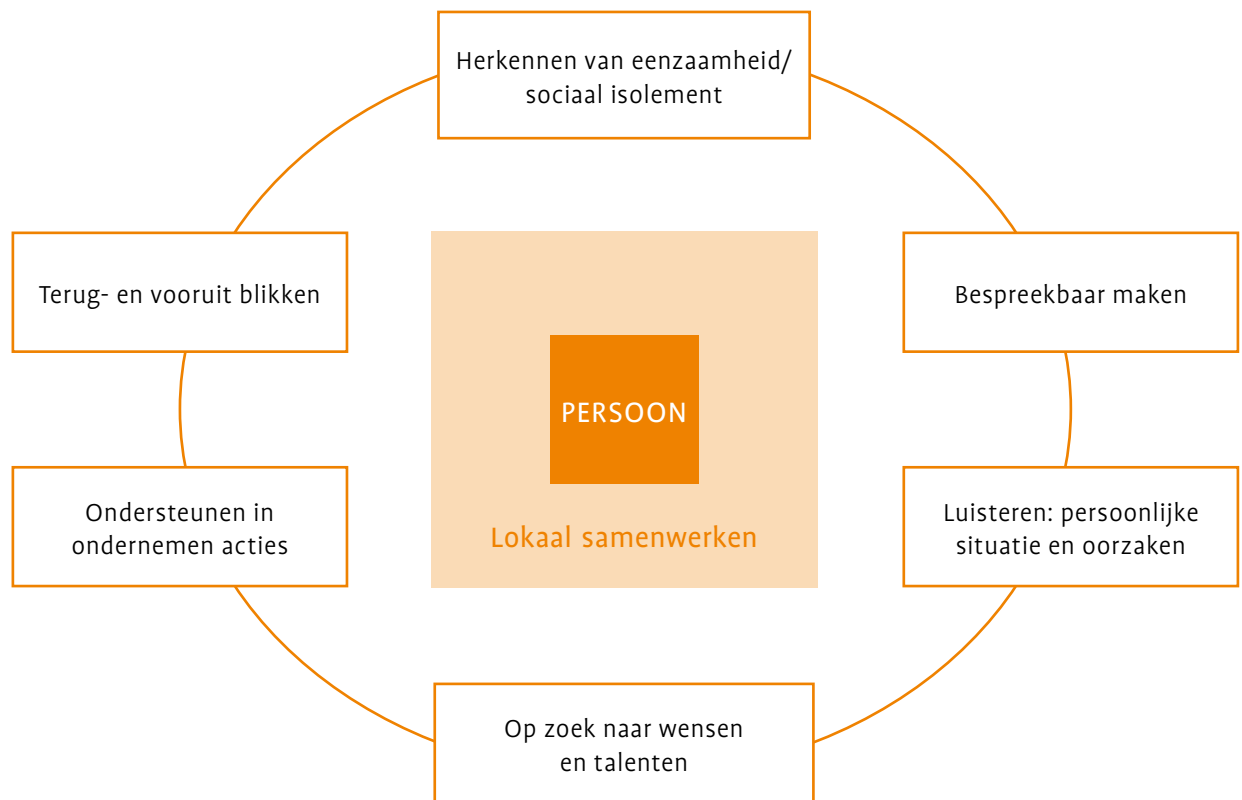 Herkennen van eenzaamheid/
sociaal isolement
Terug- en vooruit blikken
Bespreekbaar maken
PERSOON
Lokaal samenwerken
Ondersteunen in
ondernemen acties
Luisteren: persoonlijke
situatie en oorzaken
Op zoek naar wensen
en talenten